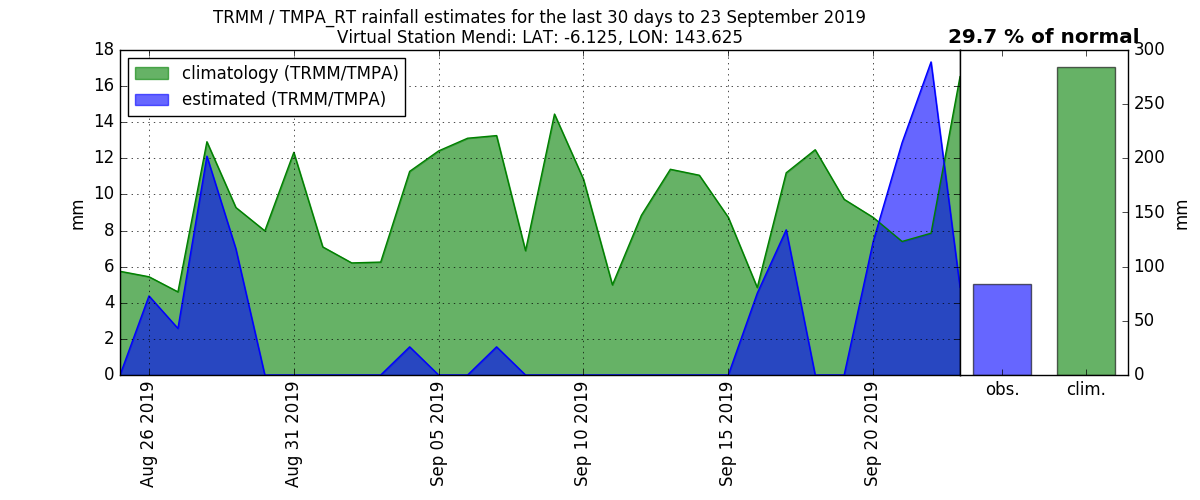 TRMM / TMPA_RT rainfall estimates for the last 30 days to 23 September 2019
Virtual Station Mendi: LAT: -6.125, LON: 143.625
29.7 % of normal
climatology (TRMM/TMPA)
estimated (TRMM/TMPA)
mm
18
16
14
12
10
8
6
4
2
0
Aug 26 2019
Aug 31 2019
Sep 05 2019
Sep 10 2019
Sep 15 2019
Sep 20 2019
obs.
clim.
300
250
200
150
100
50
0
mm